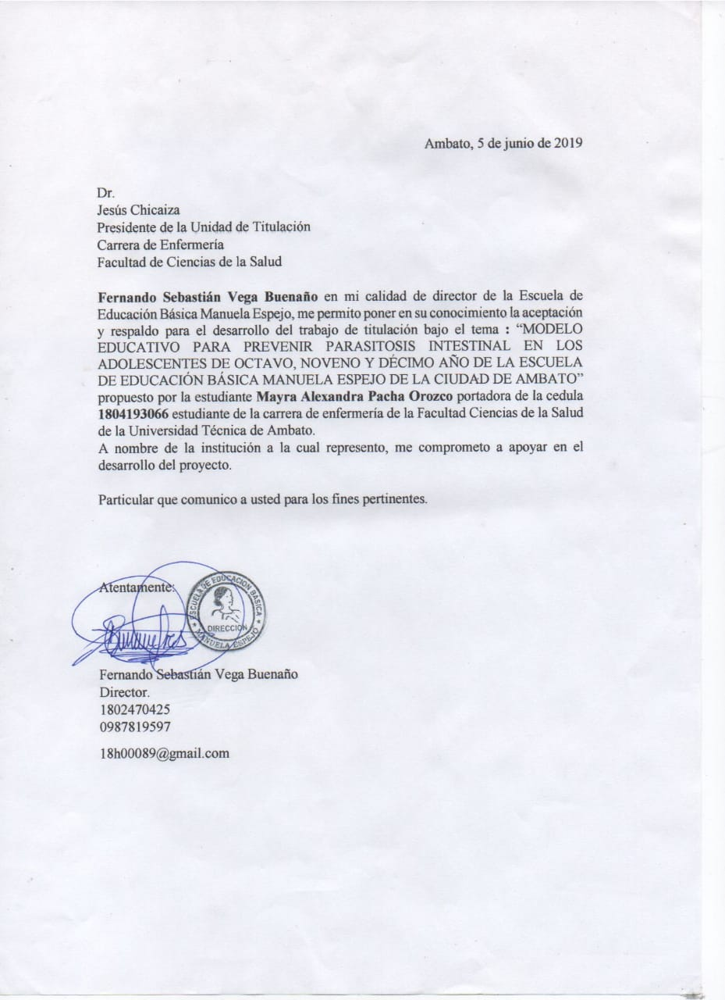 Ambato, 5 de junio de 2019
Dr.
Jesús Chicaiza
Presidente de la Unidad de Titulación
Carrera de Enfermería
Facultad de Ciencias de la Salud
Fernando Sebastián Vega Buenaño en mi calidad de director de la Escuela de
Educación Básica Manuela Espejo, me permito poner en su conocimiento la aceptación
y respaldo para el desarrollo del trabajo de titulación bajo el tema : “MODELO
EDUCATIVO PARA PREVENIR PARASITOSIS INTESTINAL EN LOS
ADOLESCENTES DE OCTAVO, NOVENO Y DÉCIMO AÑO DE LA ESCUELA
DE EDUCACIÓN BÁSICA MANUELA ESPEJO DE LA CIUDAD DE AMBATO”
propuesto por la estudiante Mayra Alexandra Pacha Orozco portadora de la cedula
1804193066 estudiante de la carrera de enfermería de la Facultad Ciencias de la Salud
de la Universidad Técnica de Ambato.
A nombre de la institución a la cual represento, me comprometo a apoyar en el
desarrollo del proyecto.
Particular que comunico a usted para los fines pertinentes.
Atentamente:
ESCUELA DE EDUCACION BASICA
DIRECCION
MANUELA ESPEJO
Fernando Sebastián Vega Buenaño
Director.
1802470425
0987819597
18h00089@gmail.com